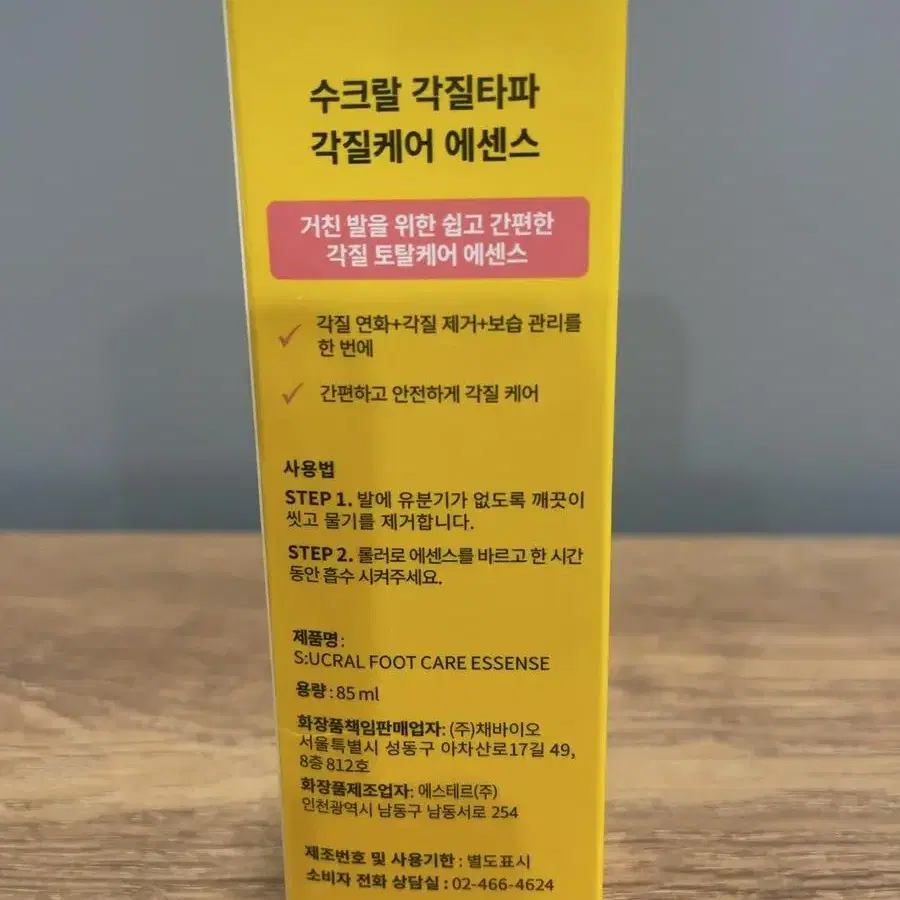 수크랄 각질타파
각질케어 에센스
거친 발을 위한 쉽고 간편한
각질 토탈케어 에센스
각질 연화+각질 제거+보습 관리를
한 번에
간편하고 안전하게 각질 케어
사용법
STEP 1. 발에 유분기가 없도록 깨끗이
씻고 물기를 제거합니다.
STEP 2. 롤러로 에센스를 바르고 한 시간
동안 흡수 시켜주세요.
제품명:
S:UCRAL FOOT CARE ESSENSE
용량 : 85 ml
화장품책임판매업자: (주)채바이오
서울특별시 성동구 아차산로17길 49,
8층 812호
화장품제조업자: 에스테르(주)
인천광역시 남동구 남동서로 254
제조번호 및 사용기한 : 별도표시
소비자 전화 상담실 : 02-466-4624